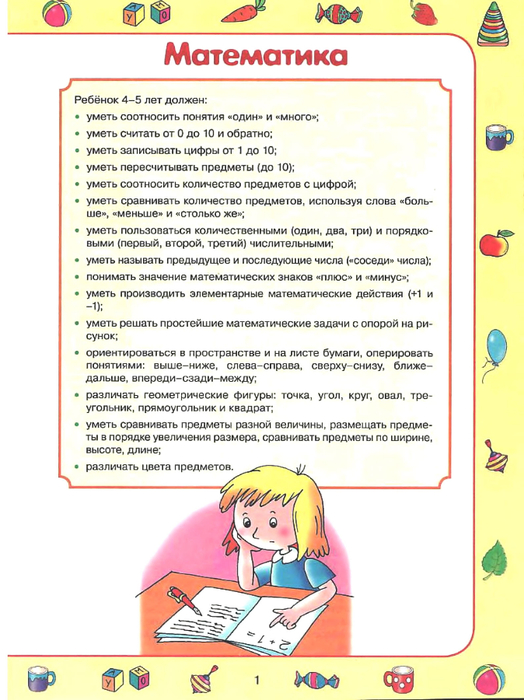 У О
Математика
Ребёнок 4–5 лет должен:
• уметь соотносить понятия «один» и «много»;
• уметь считать от 0 до 10 и обратно;
• уметь записывать цифры от 1 до 10;
• уметь пересчитывать предметы (до 10);
• уметь соотносить количество предметов с цифрой;
• уметь сравнивать количество предметов, используя слова «боль-
ше», «меньше» и «столько же»;
• уметь пользоваться количественными (один, два, три) и порядко-
выми (первый, второй, третий) числительными;
• уметь называть предыдущее и последующие числа («соседи» числа);
• понимать значение математических знаков «плюс» и «минус»;
• уметь производить элементарные математические действия (+1 и
–1);
• уметь решать простейшие математические задачи с опорой на ри-
сунок;
• ориентироваться в пространстве и на листе бумаги, оперировать
понятиями: выше–ниже, слева–справа, сверху–снизу, ближе–
дальше, впереди–сзади–между;
• различать геометрические фигуры: точка, угол, круг, овал, тре-
угольник, прямоугольник и квадрат;
• уметь сравнивать предметы разной величины, размещать предме-
ты в порядке увеличения размера, сравнивать предметы по ширине,
высоте, длине;
• различать цвета предметов.
2+1=
У О
1